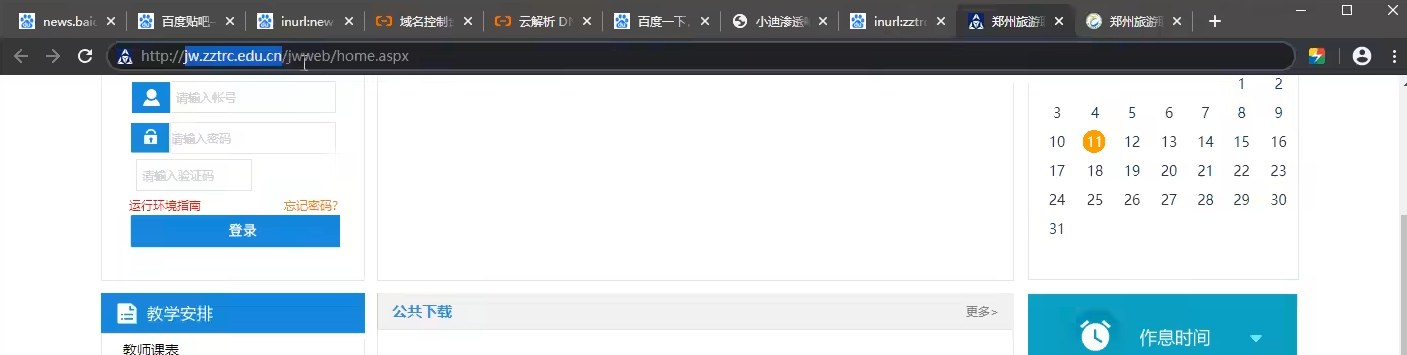 news.baid
百度贴吧—
inurl:new
域名控制台
云解析 DN
百度一下,
小迪渗透
inurl:zztrc
郑州旅游职
郑州旅游职
http://jw.zztrc.edu.cn/jwweb/home.aspx
请输入帐号
请输入密码
请输入验证码
运行环境指南 忘记密码?
登录
1 2
3 4 5 6 7 8 9
10 11 12 13 14 15 16
17 18 19 20 21 22 23
24 25 26 27 28 29 30
31
教学安排
教师课表
公共下载 更多>
作息时间